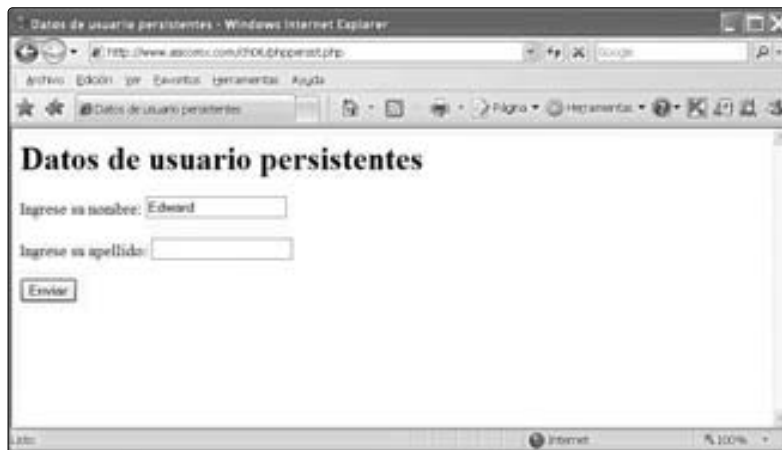 Datos de usuario persistentes - Windows Internet Explorer
Google
Archivo Edición Ver Favoritos Herramientas Ayuda
Datos de usuario persistentes
Página Herramientas
Datos de usuario persistentes
Ingrese su nombre: Edward
Ingrese su apellido:
Enviar
Listo Internet 100%